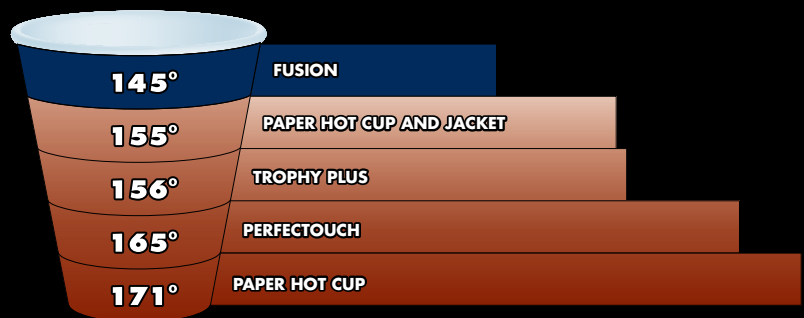 145° FUSION
155° PAPER HOT CUP AND JACKET
156° TROPHY PLUS
165° PERFECTOUCH
171° PAPER HOT CUP